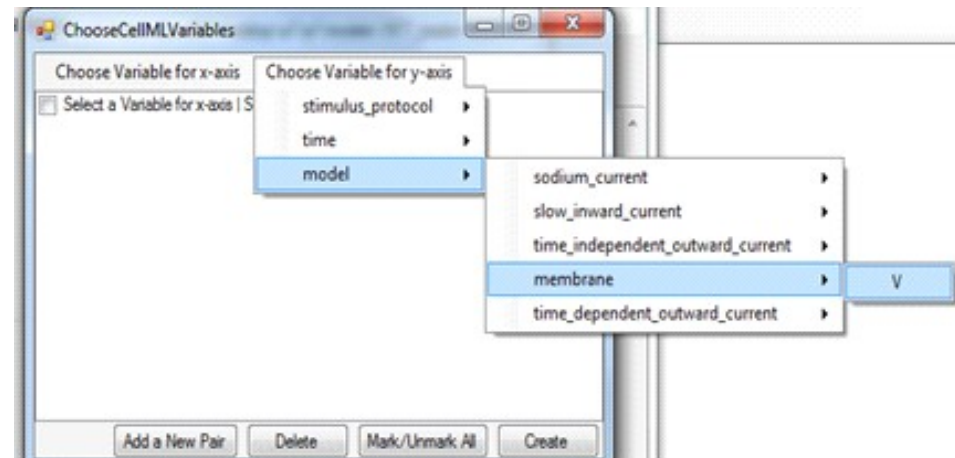 ChooseCellMLVariables
Choose Variable for x-axis Choose Variable for y-axis
Select a Variable for x-axis | S
stimulus_protocol
time
model
sodium_current
slow_inward_current
time_independent_outward_current
membrane
V
time_dependent_outward_current
Add a New Pair Delete Mark/Unmark All Create